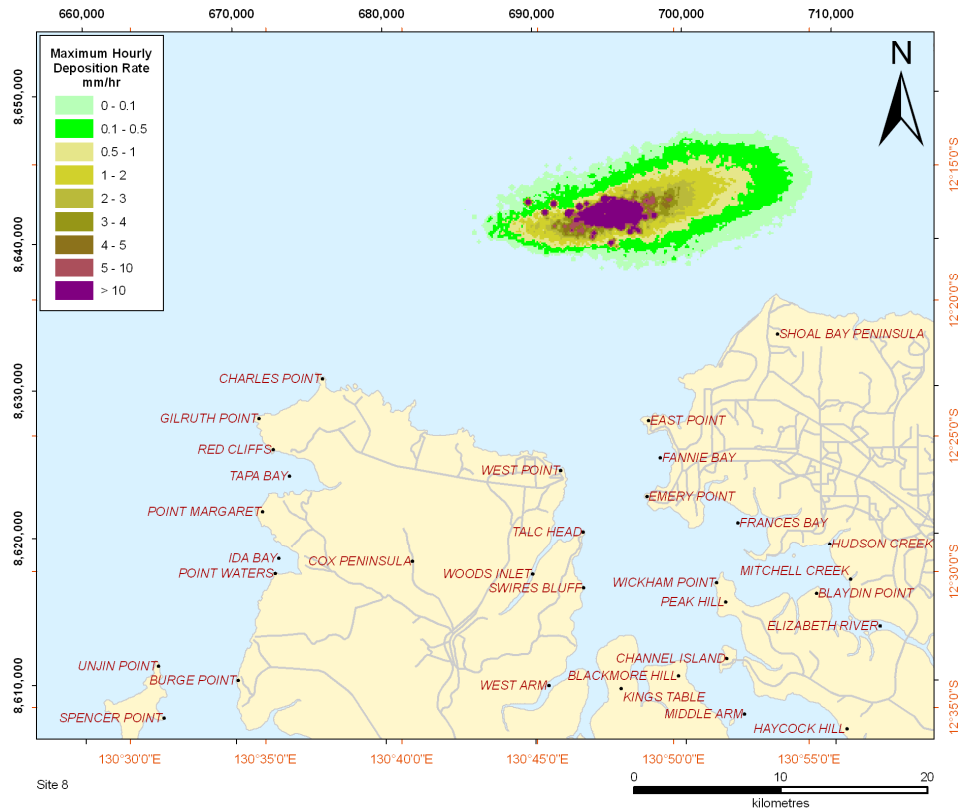 660,000 670,000 680,000 690,000 700,000 710,000
Maximum Hourly
Deposition Rate
mm/hr
0 - 0.1
0.1 - 0.5
0.5 - 1
1 - 2
2 - 3
3 - 4
4 - 5
5 - 10
> 10
N
8,650,000
8,640,000
8,630,000
8,620,000
8,610,000
12°15'0"S
12°20'0"S
12°25'0"S
12°30'0"S
12°35'0"S
SHOAL BAY PENINSULA
CHARLES POINT
GILRUTH POINT
EAST POINT
RED CLIFFS
FANNIE BAY
WEST POINT
TAPA BAY
EMERY POINT
POINT MARGARET
FRANCES BAY
TALC HEAD
HUDSON CREEK
IDA BAY
COX PENINSULA
POINT WATERS
WOODS INLET
MITCHELL CREEK
WICKHAM POINT
SWIRES BLUFF
BLAYDIN POINT
PEAK HILL
ELIZABETH RIVER
CHANNEL ISLAND
UNJIN POINT
BLACKMORE HILL
BURGE POINT
WEST ARM
KINGS TABLE
SPENCER POINT
MIDDLE ARM
HAYCOCK HILL
130°30'0"E 130°35'0"E 130°40'0"E 130°45'0"E 130°50'0"E 130°55'0"E
Site 8
0 10 20
kilometres